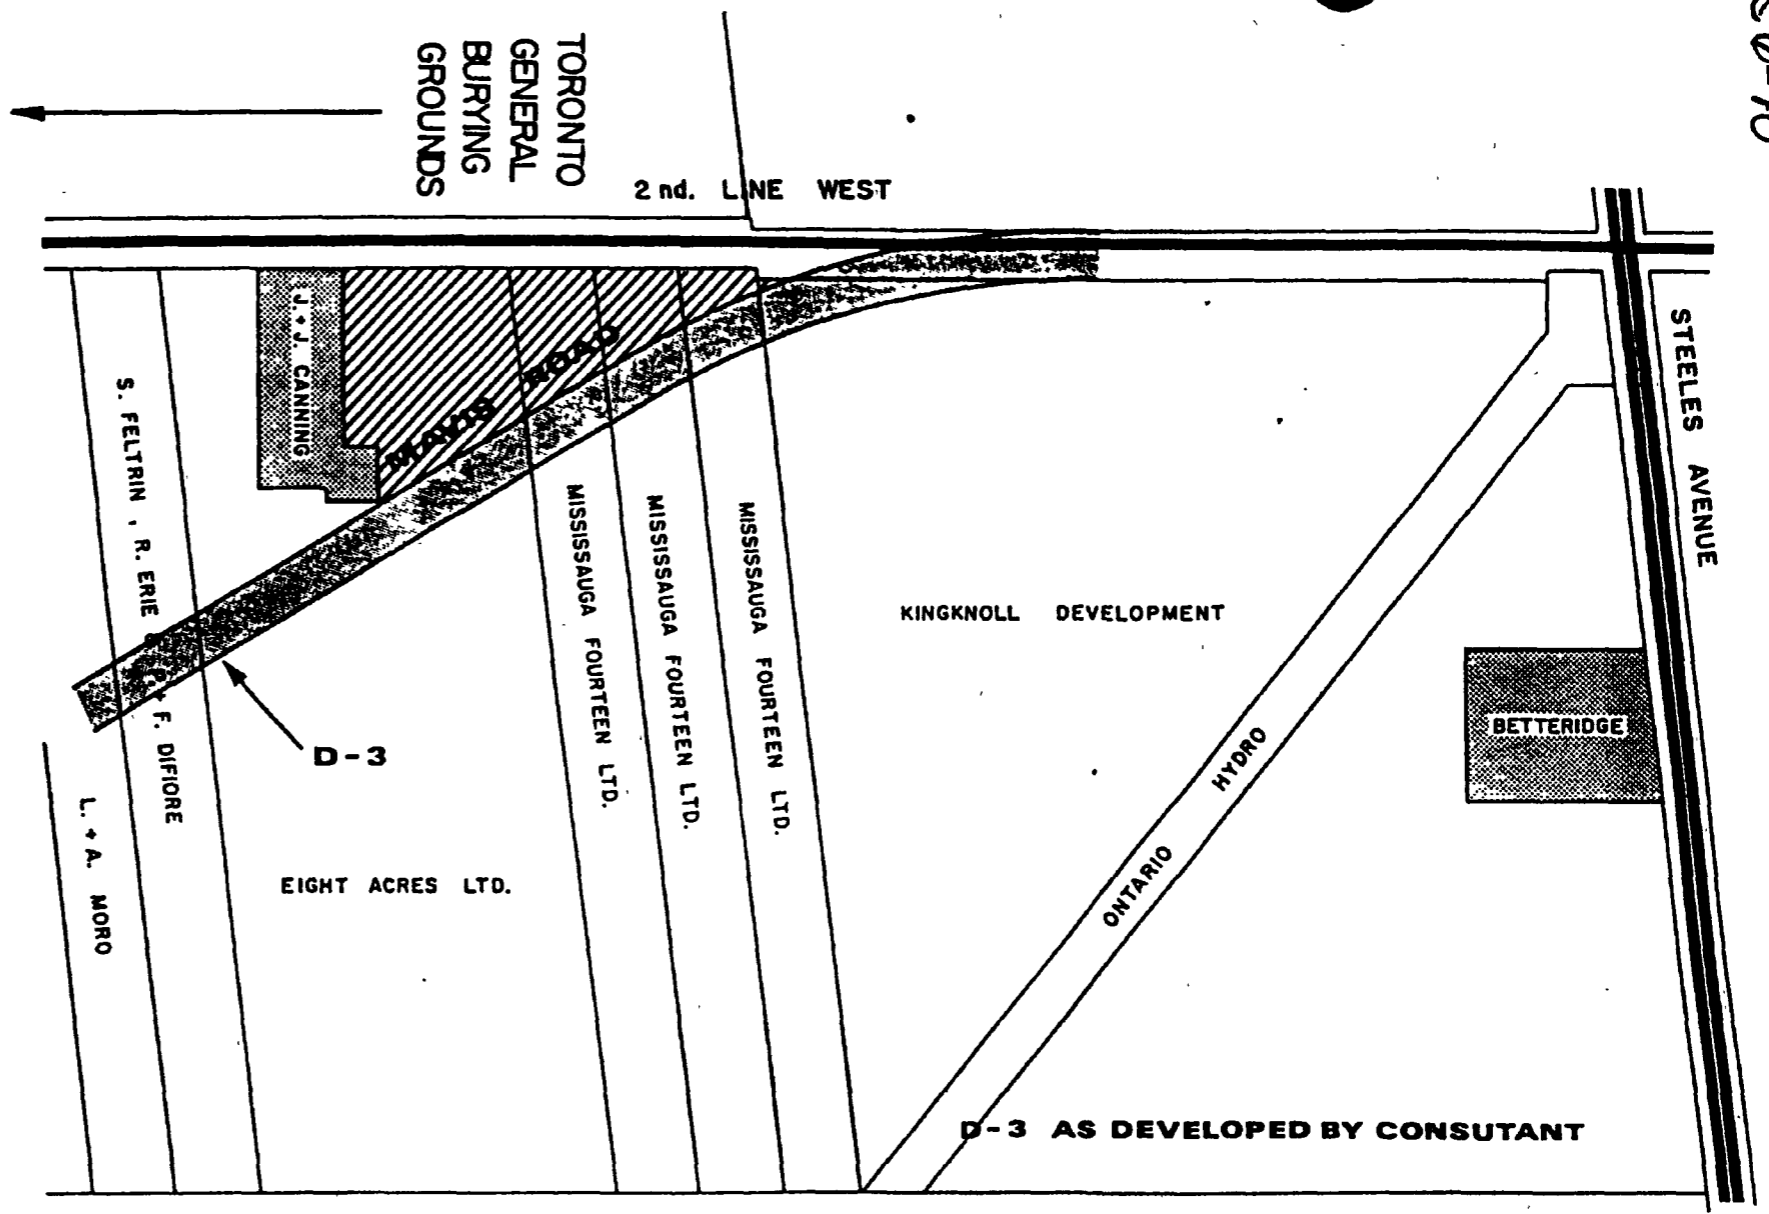 TORONTO
GENERAL
BURYING
GROUNDS
2 nd. LINE WEST
STEELES AVENUE
J. + J. CANNING
MAVIS ROAD
S. FELTRIN, R. ERIE
P. + F. DIFIORE
L. + A. MORO
MISSISSAUGA FOURTEEN LTD.
MISSISSAUGA FOURTEEN LTD.
MISSISSAUGA FOURTEEN LTD.
KINGKNOLL DEVELOPMENT
BETTERIDGE
D-3
EIGHT ACRES LTD.
ONTARIO HYDRO
D-3 AS DEVELOPED BY CONSUTANT